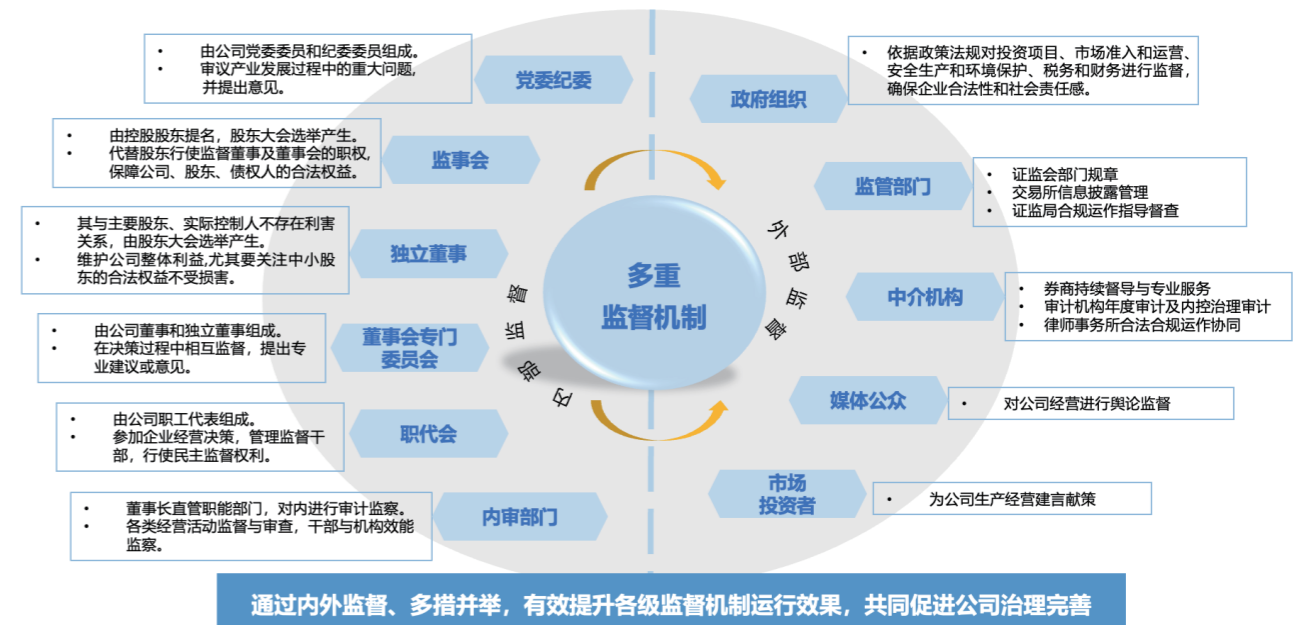 党委纪委
• 由公司党委委员和纪委委员组成。
• 审议产业发展过程中的重大问题,
并提出意见。
监事会
• 由控股股东提名，股东大会选举产生。
• 代替股东行使监督董事及董事会的职权,
保障公司、股东、债权人的合法权益。
独立董事
• 其与主要股东、实际控制人不存在利害
关系，由股东大会选举产生。
• 维护公司整体利益,尤其要关注中小股
东的合法权益不受损害。
董事会专门
委员会
• 由公司董事和独立董事组成。
• 在决策过程中相互监督，提出专
业建议或意见。
职代会
• 由公司职工代表组成。
• 参加企业经营决策，管理监督干
部，行使民主监督权利。
内审部门
• 董事长直管职能部门，对内进行审计监察。
• 各类经营活动监督与审查，干部与机构效能
监察。
内部监督
多重
监督机制
外部监督
政府组织
• 依据政策法规对投资项目、市场准入和运营、
安全生产和环境保护、税务和财务进行监督，
确保企业合法性和社会责任感。
监管部门
• 证监会部门规章
• 交易所信息披露管理
• 证监局合规运作指导督查
中介机构
• 券商持续督导与专业服务
• 审计机构年度审计及内控治理审计
• 律师事务所合法合规运作协同
媒体公众
• 对公司经营进行舆论监督
市场
投资者
• 为公司生产经营建言献策
通过内外监督、多措并举，有效提升各级监督机制运行效果，共同促进公司治理完善